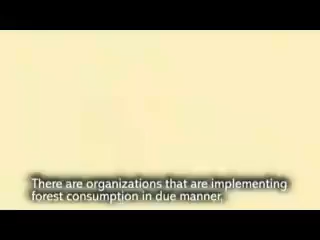 There are organizations that are implementing
forest consumption in due manner.